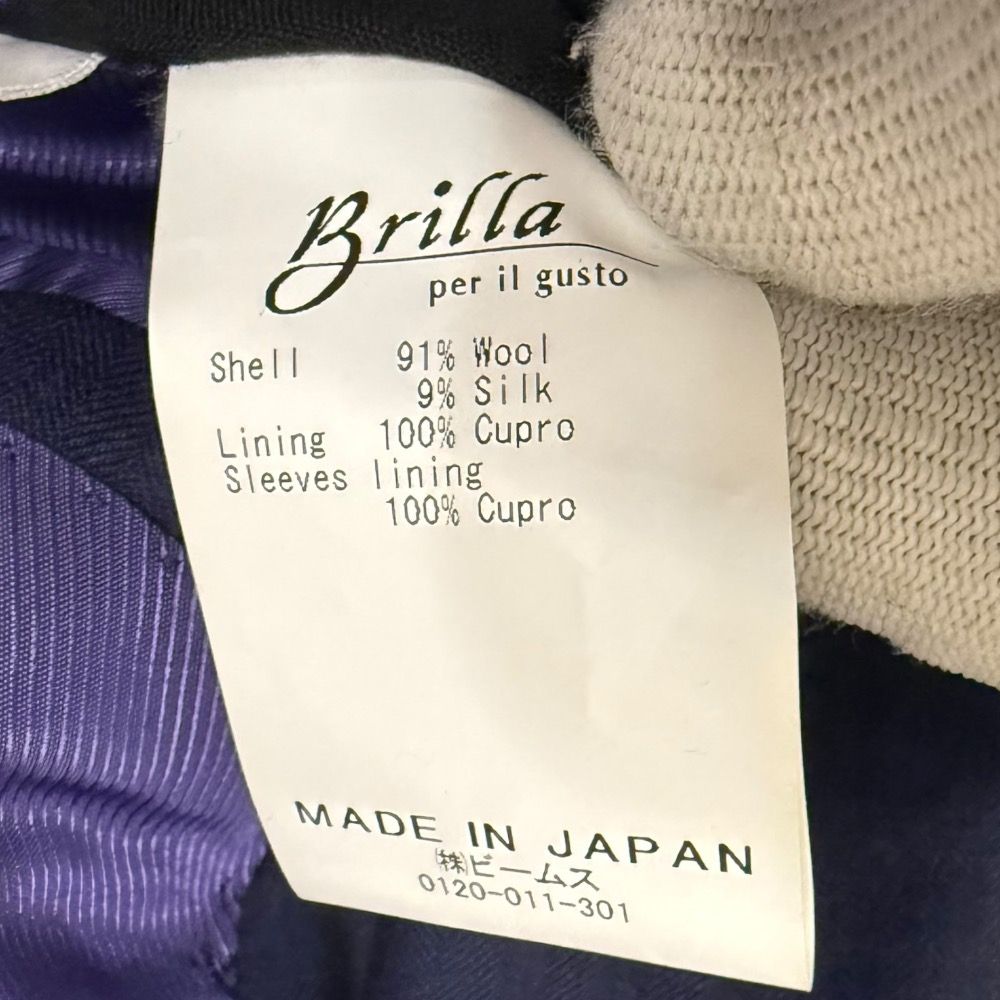 Brilla
per il gusto
Shell 91% Wool
9% Silk
Lining 100% Cupro
Sleeves lining
100% Cupro
MADE IN JAPAN
㈱ビームス
0120-011-301